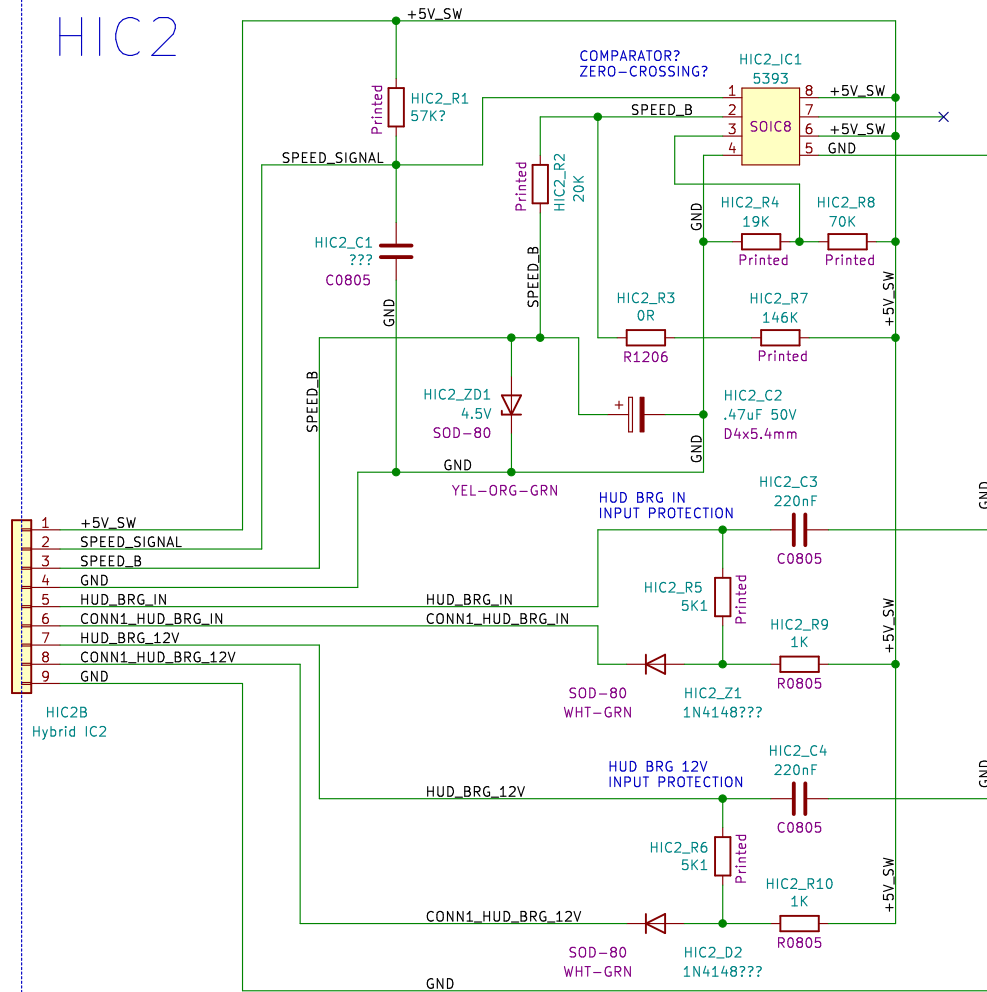 HIC2
+5V_SW
Printed
HIC2_R1
57K?
COMPARATOR?
ZERO-CROSSING?
HIC2_IC1
5393
SOIC8
1
2
3
4
8
7
6
5
+5V_SW
+5V_SW
GND
SPEED_B
SPEED_SIGNAL
Printed
HIC2_R2
20K
HIC2_C1
???
C0805
GND
SPEED_B
GND
HIC2_R4
19K
Printed
HIC2_R8
70K
Printed
+5V_SW
HIC2_R3
0R
R1206
HIC2_R7
146K
Printed
SPEED_B
HIC2_ZD1
4.5V
SOD-80
+
HIC2_C2
.47uF 50V
D4x5.4mm
GND
GND
YEL-ORG-GRN
HUD BRG IN
INPUT PROTECTION
HIC2_C3
220nF
C0805
GND
1 +5V_SW
2 SPEED_SIGNAL
3 SPEED_B
4 GND
5 HUD_BRG_IN
6 CONN1_HUD_BRG_IN
7 HUD_BRG_12V
8 CONN1_HUD_BRG_12V
9 GND
HIC2B
Hybrid IC2
HUD_BRG_IN
CONN1_HUD_BRG_IN
HIC2_R5
5K1
Printed
HIC2_R9
1K
R0805
+5V_SW
SOD-80
WHT-GRN
HIC2_Z1
1N4148???
HUD BRG 12V
INPUT PROTECTION
HIC2_C4
220nF
C0805
GND
HUD_BRG_12V
HIC2_R6
5K1
Printed
HIC2_R10
1K
R0805
+5V_SW
CONN1_HUD_BRG_12V
SOD-80
WHT-GRN
HIC2_D2
1N4148???
GND